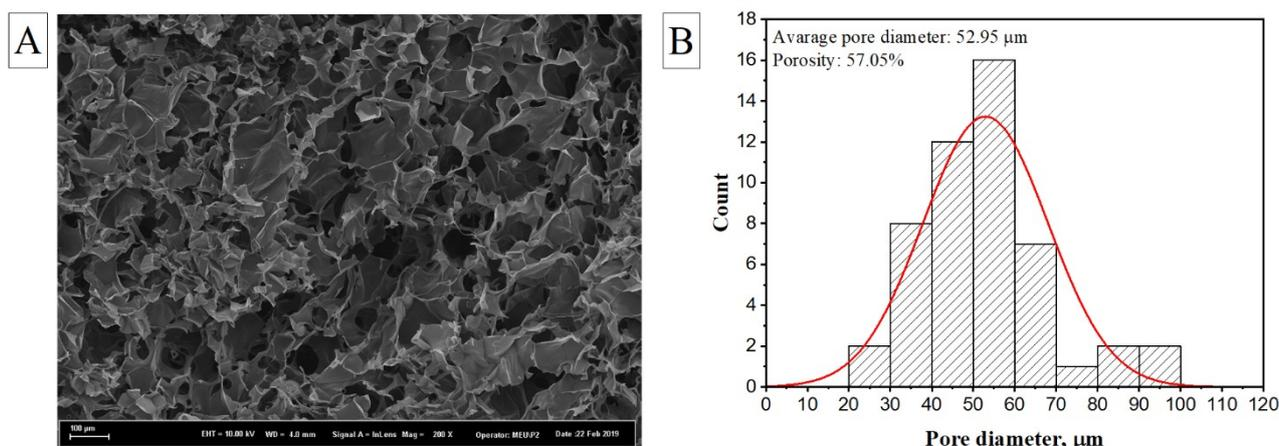 A
100 µm
EHT = 10.00 kV WD = 4.0 mm Signal A = InLens Mag = 200 X Operator: MEU\P2 Date :22 Feb 2019
B
Avarage pore diameter: 52.95 µm
Porosity: 57.05%
Count
18
16
14
12
10
8
6
4
2
0
0 10 20 30 40 50 60 70 80 90 100 110 120
Pore diameter, µm